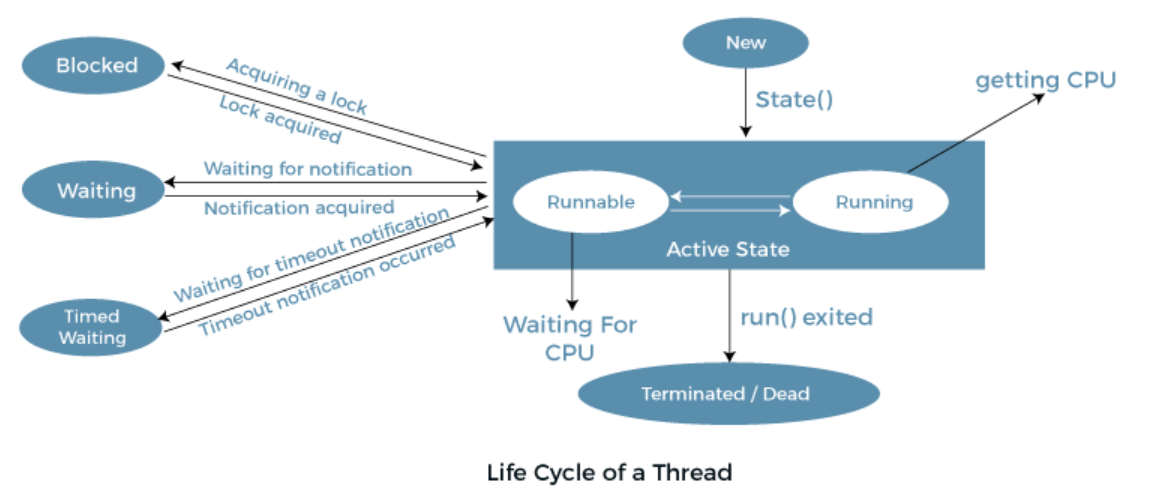 New
Blocked
Acquiring a lock
Lock acquired
State()
getting CPU
Waiting
Waiting for notification
Notification acquired
Runnable
Running
Active State
Waiting for timeout notification
Timeout notification occurred
Timed
Waiting
Waiting For
CPU
run() exited
Terminated / Dead
Life Cycle of a Thread